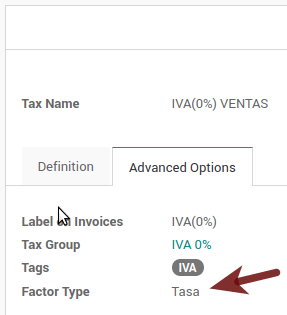 Tax Name IVA(0%) VENTAS
Definition Advanced Options
Label on Invoices IVA(0%)
Tax Group IVA 0%
Tags IVA
Factor Type Tasa